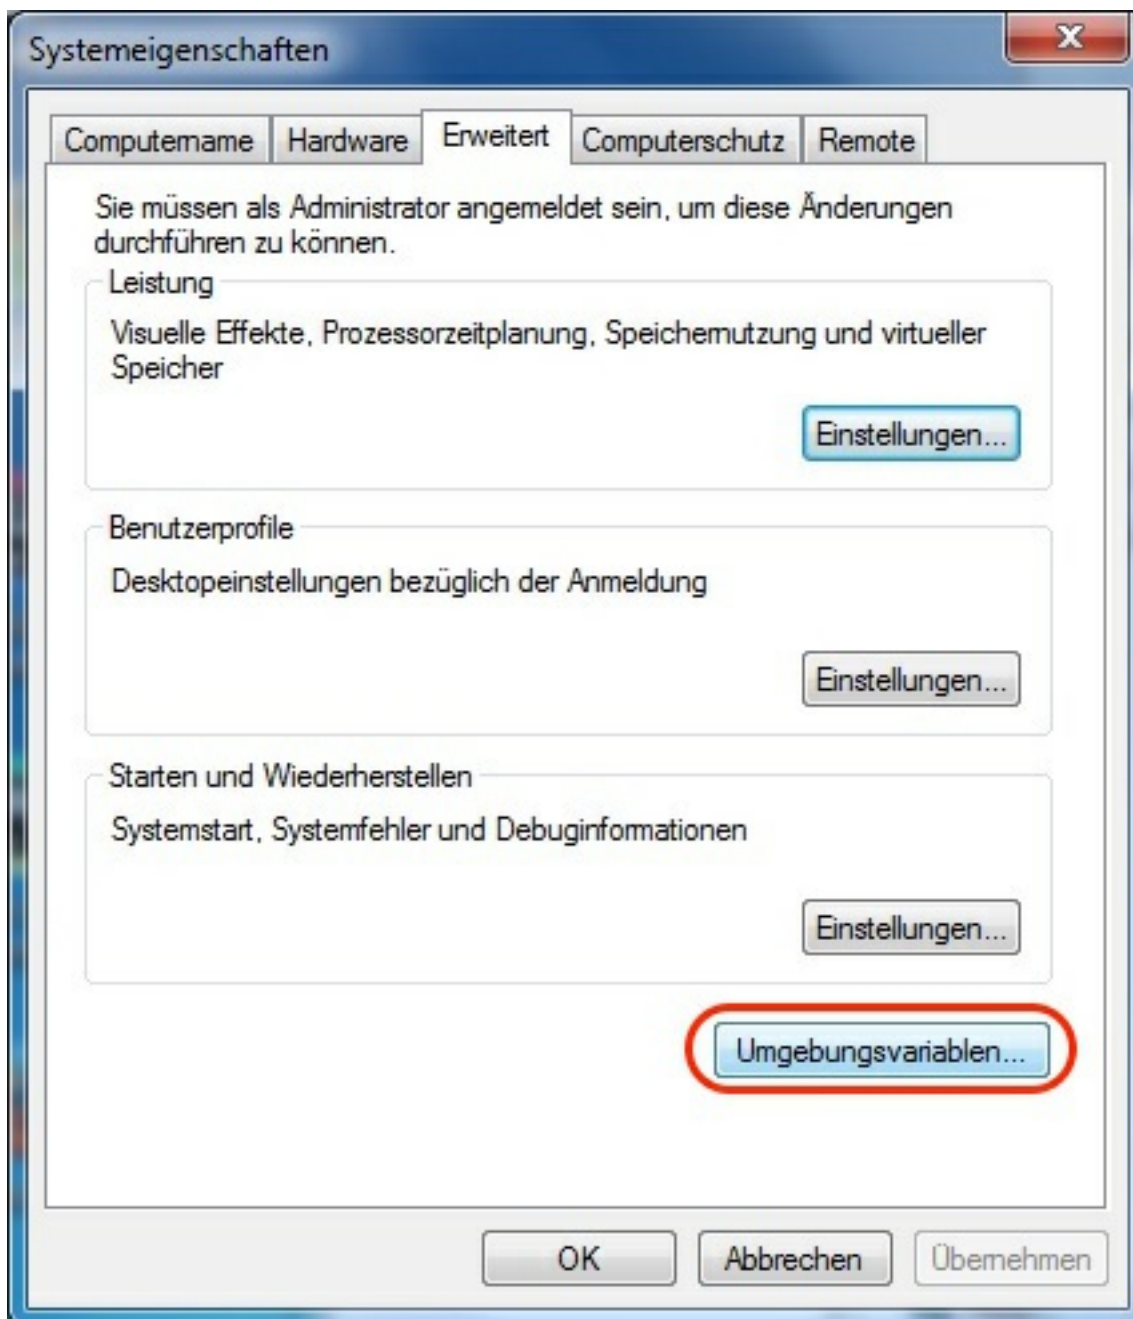 Systemeigenschaften
Computername Hardware Erweitert Computerschutz Remote
Sie müssen als Administrator angemeldet sein, um diese Änderungen
durchführen zu können.
Leistung
Visuelle Effekte, Prozessorzeitplanung, Speichernutzung und virtueller
Speicher
Einstellungen...
Benutzerprofile
Desktopeinstellungen bezüglich der Anmeldung
Einstellungen...
Starten und Wiederherstellen
Systemstart, Systemfehler und Debuginformationen
Einstellungen...
Umgebungsvariablen...
OK Abbrechen Übernehmen